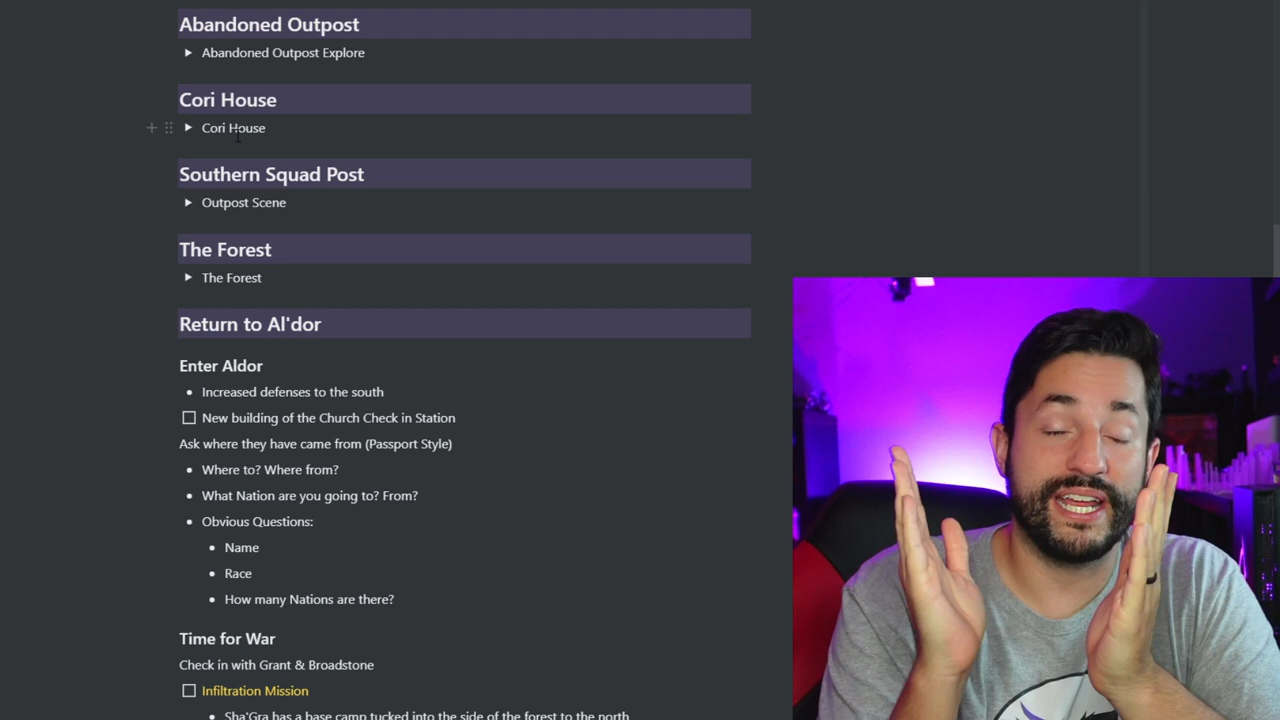 Abandoned Outpost
Abandoned Outpost Explore
Cori House
Cori House
Southern Squad Post
Outpost Scene
The Forest
The Forest
Return to Al'dor
Enter Aldor
Increased defenses to the south
New building of the Church Check in Station
Ask where they have came from (Passport Style)
Where to? Where from?
What Nation are you going to? From?
Obvious Questions:
Name
Race
How many Nations are there?
Time for War
Check in with Grant & Broadstone
Infiltration Mission
Sha'Gra has a base camp tucked into the side of the forest to the north